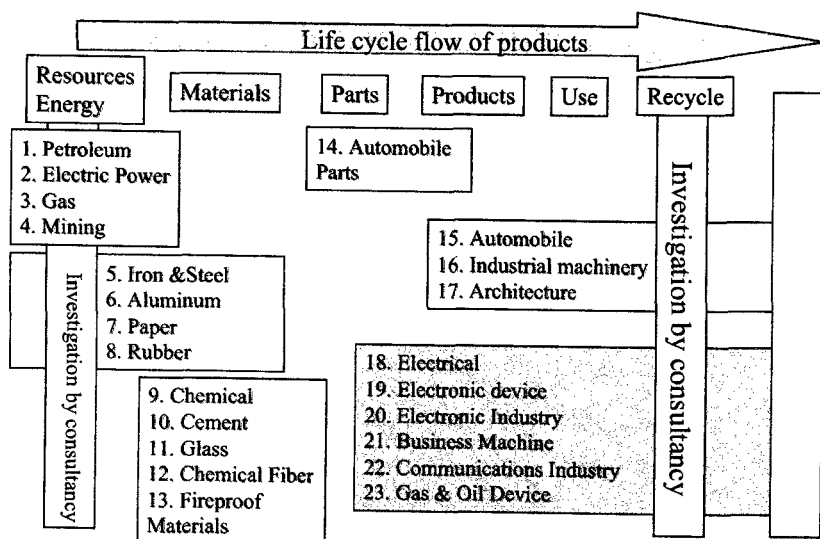 Life cycle flow of products
Resources
Energy
Materials
Parts
Products
Use
Recycle
1. Petroleum
2. Electric Power
3. Gas
4. Mining
14. Automobile
Parts
15. Automobile
16. Industrial machinery
17. Architecture
5. Iron &Steel
6. Aluminum
7. Paper
8. Rubber
18. Electrical
19. Electronic device
20. Electronic Industry
21. Business Machine
22. Communications Industry
23. Gas & Oil Device
9. Chemical
10. Cement
11. Glass
12. Chemical Fiber
13. Fireproof
Materials
Investigation by consultancy
Investigation by consultancy